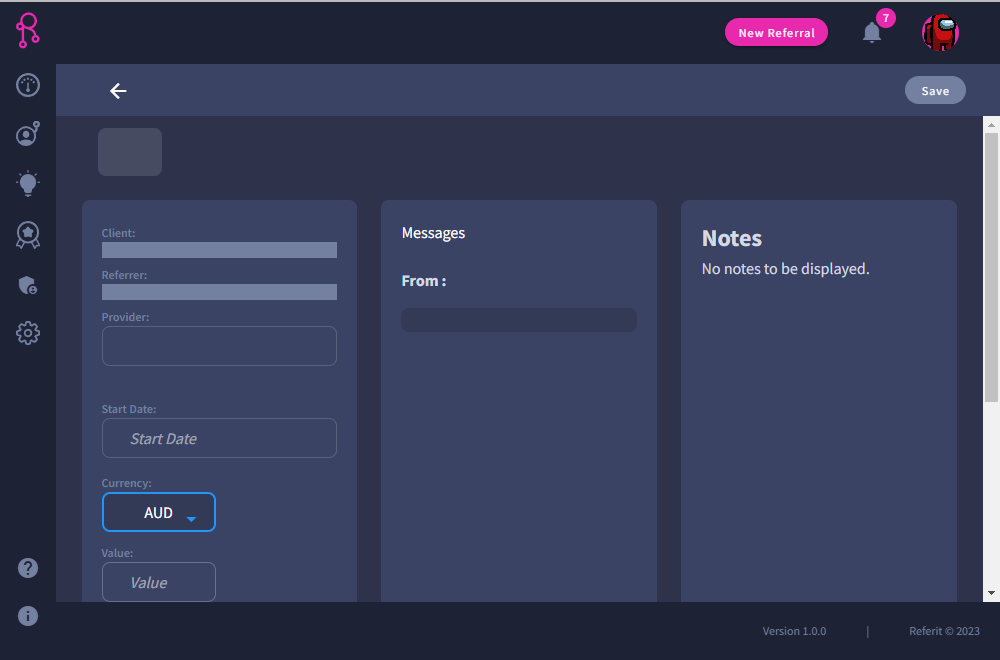 New Referral
7
Save
Client:
Referrer:
Provider:
Start Date:
Start Date
Currency:
AUD
Value:
Value
Messages
From :
Notes
No notes to be displayed.
Version 1.0.0 | Referit © 2023